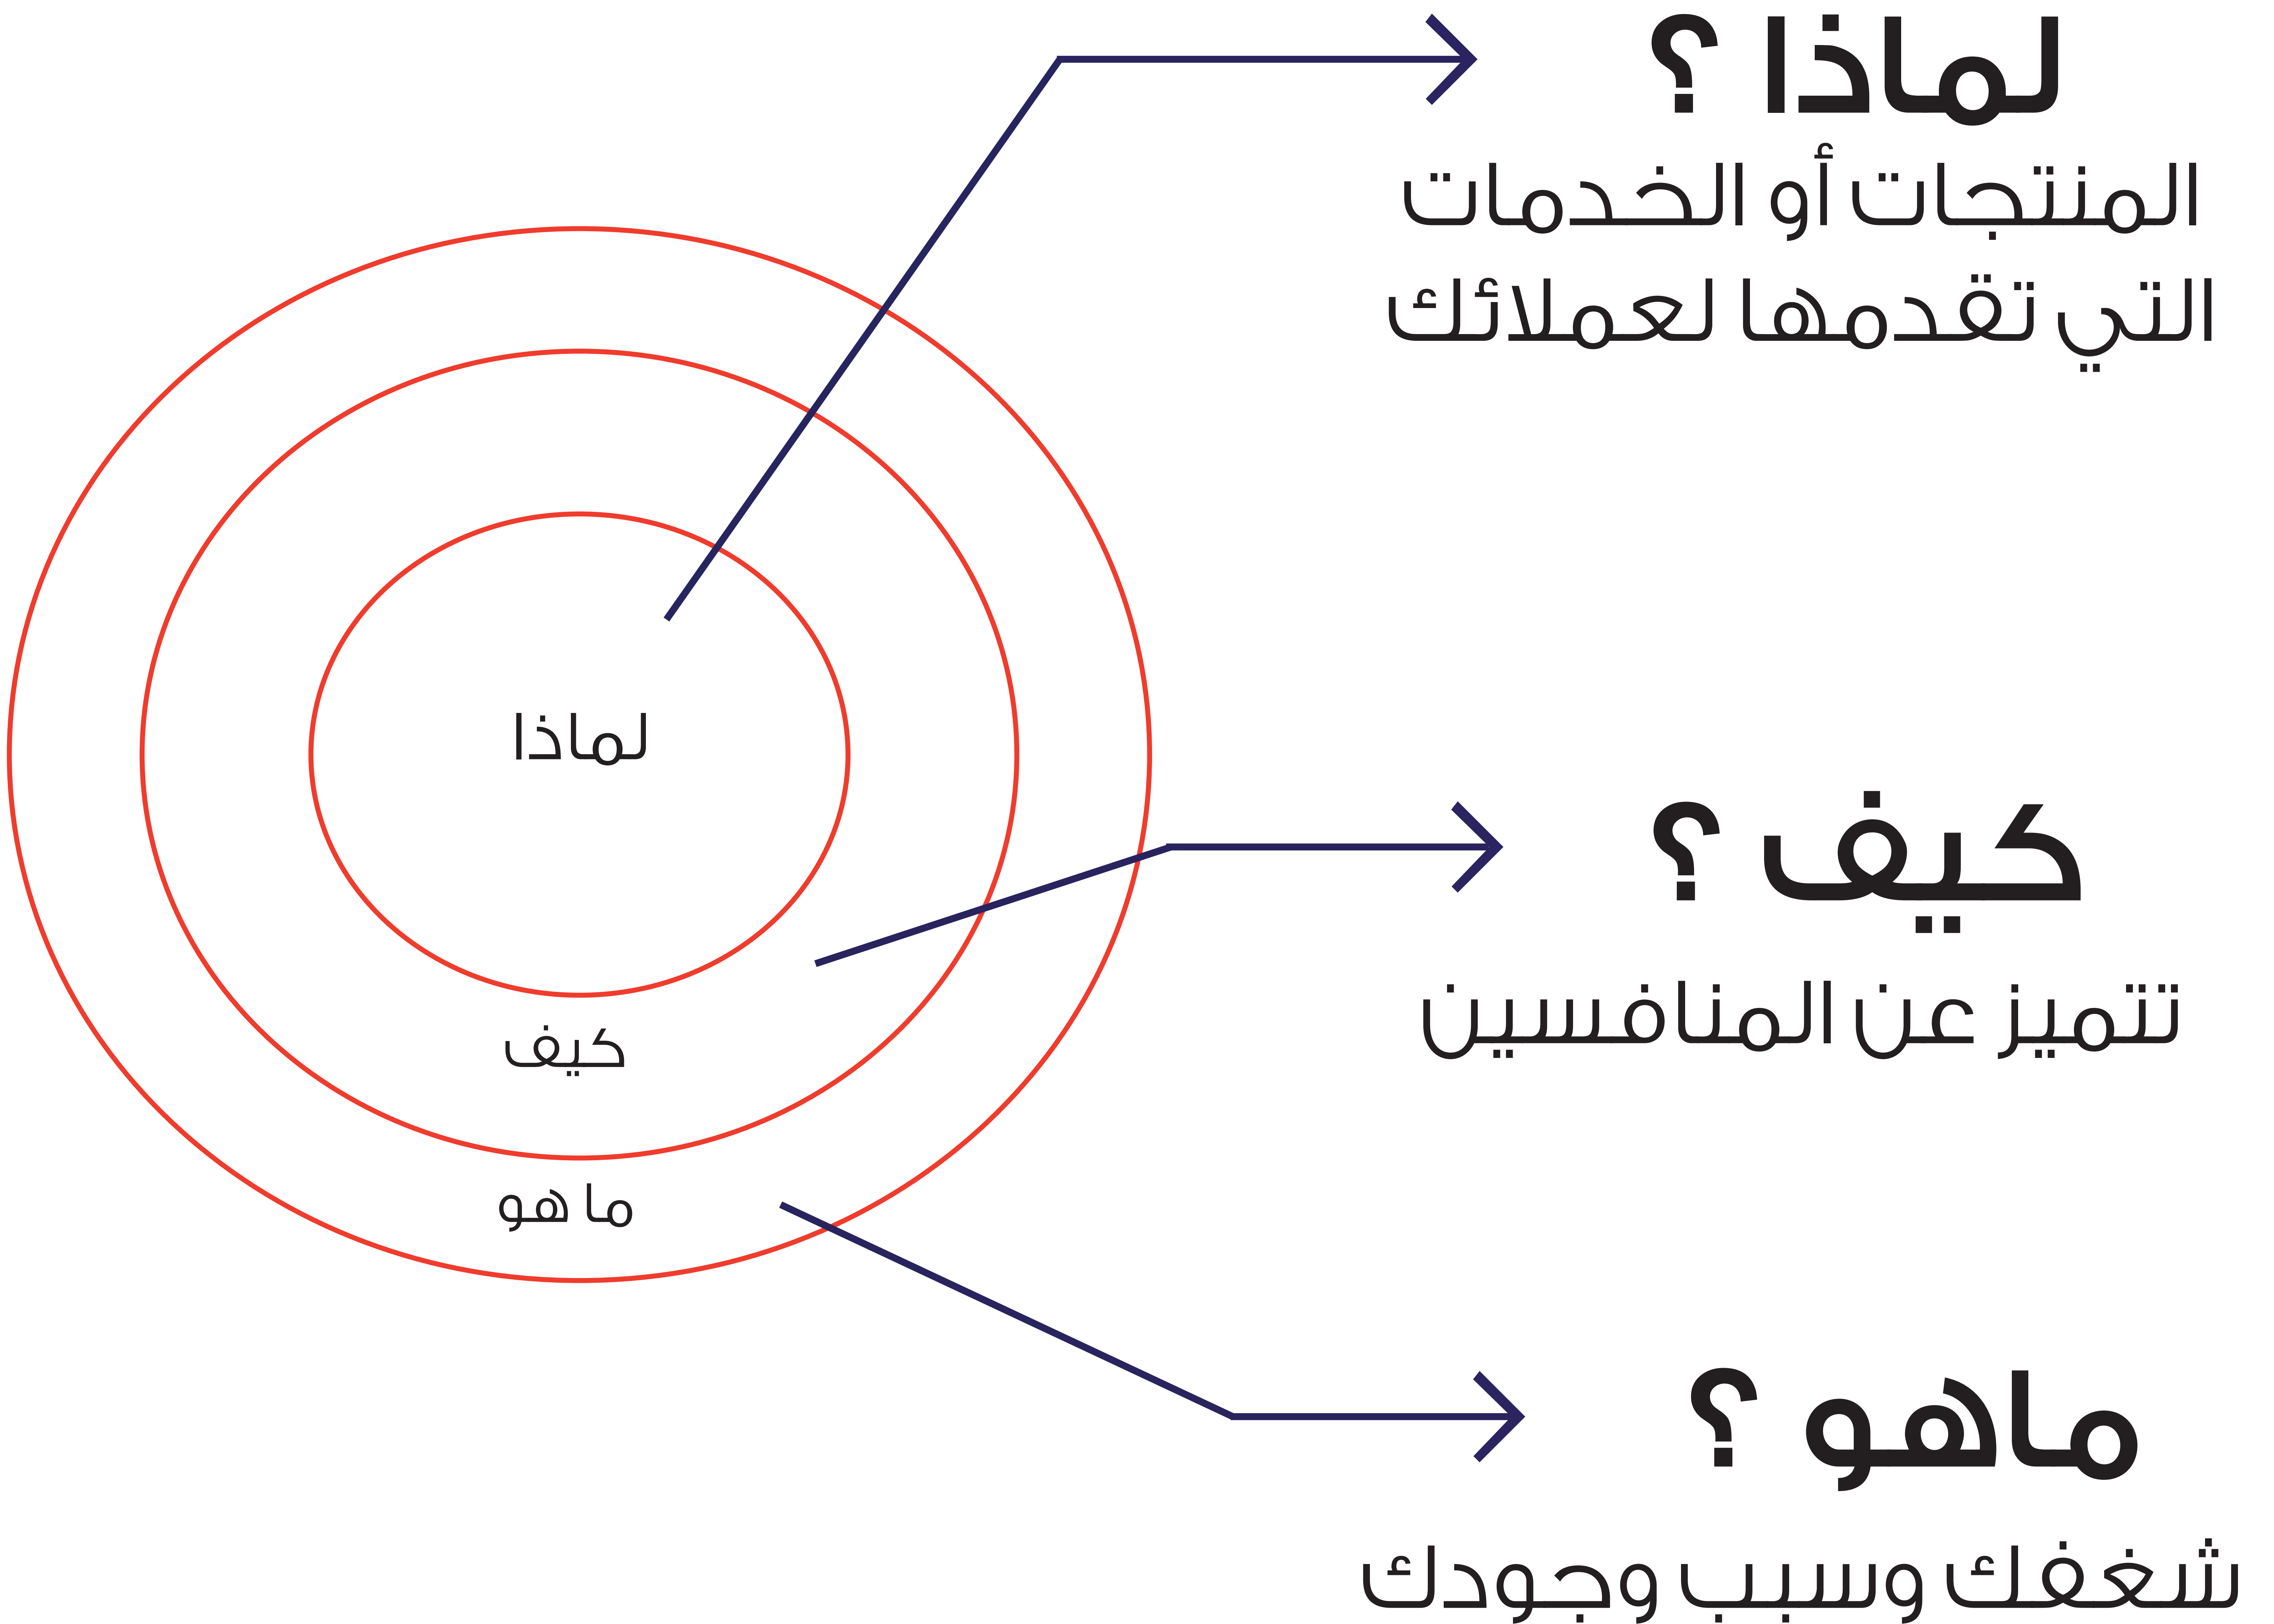 لماذا ؟
المنتجات أو الخدمات
التي تقدمها لعملائك
لماذا
كيف ؟
تتميز عن المنافسين
كيف
ما هو
ماهو ؟
شغفك وسبب وجودك